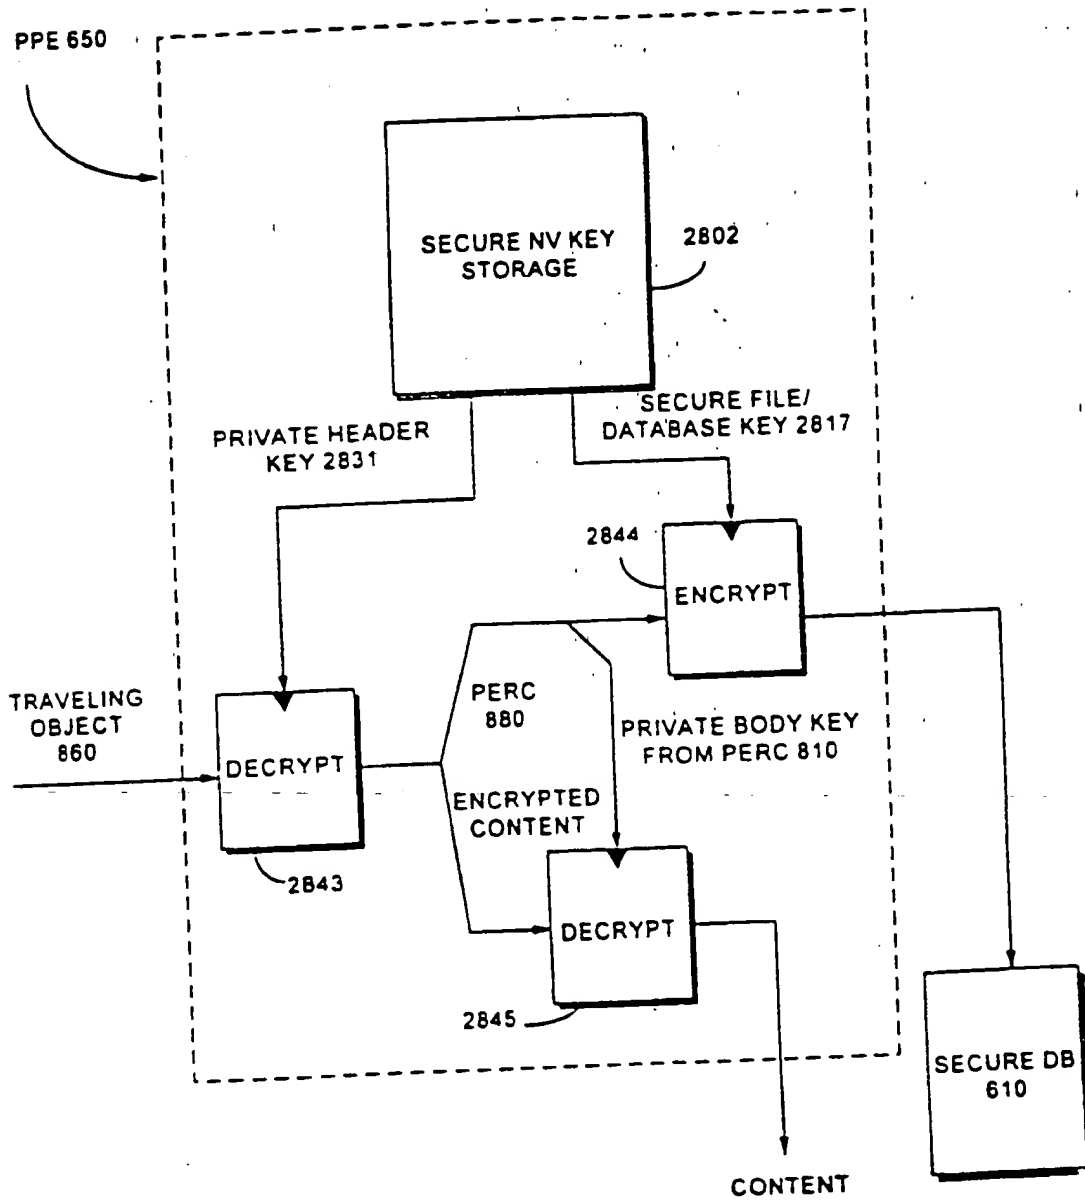 PPE 650
SECURE NV KEY
STORAGE
2802
PRIVATE HEADER
KEY 2831
SECURE FILE/
DATABASE KEY 2817
2844
ENCRYPT
TRAVELING
OBJECT
860
DECRYPT
2843
PERC
880
PRIVATE BODY KEY
FROM PERC 810
ENCRYPTED
CONTENT
DECRYPT
2845
SECURE DB
610
CONTENT